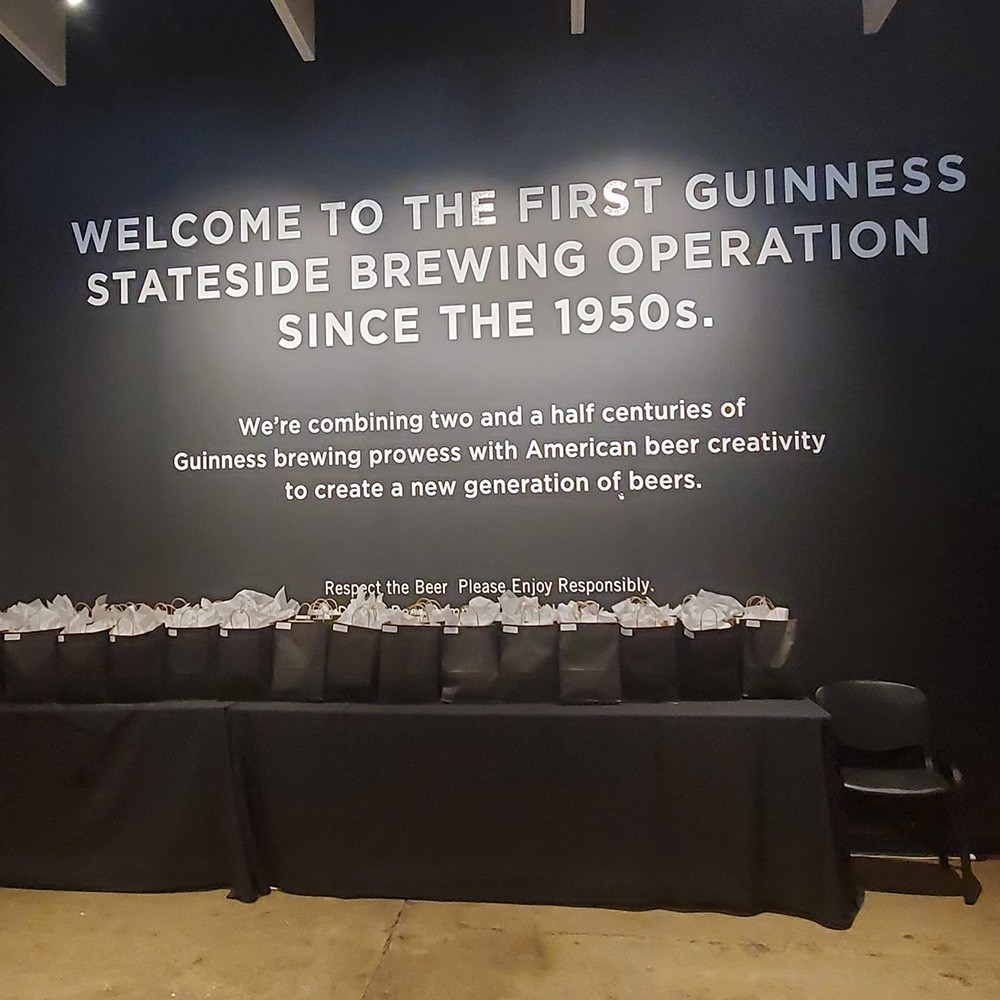 WELCOME TO THE FIRST GUINNESS
STATESIDE BREWING OPERATION
SINCE THE 1950s.
We're combining two and a half centuries of
Guinness brewing prowess with American beer creativity
to create a new generation of beers.
Respect the Beer Please Enjoy Responsibly.